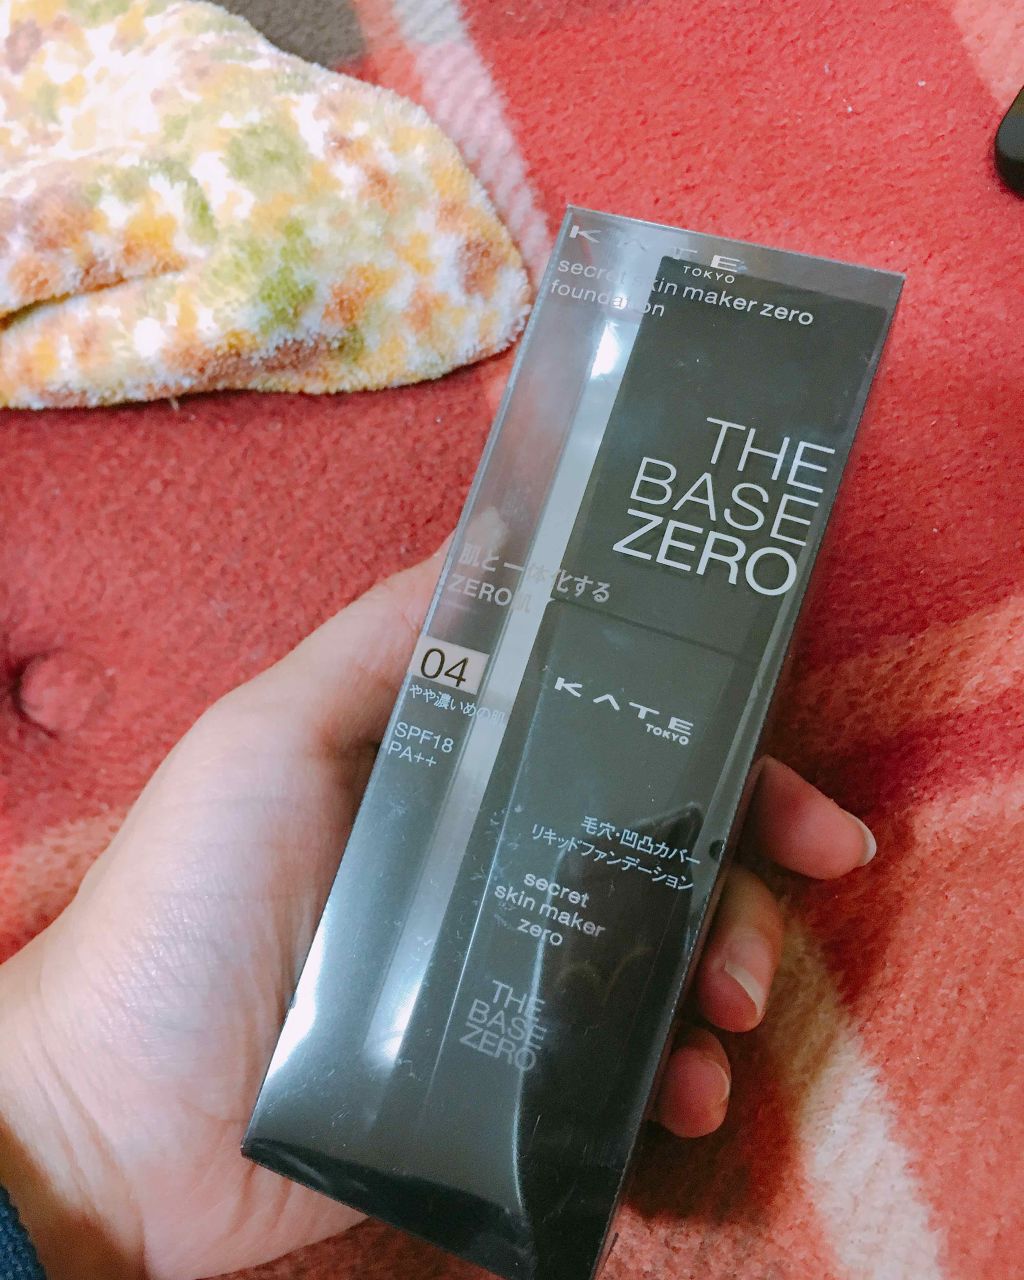 KATE
TOKYO
secret skin maker zero
foundation
THE
BASE
ZERO
肌と一体化する
ZERO肌
04
やや濃いめの肌
SPF18
PA++
KATE
TOKYO
毛穴・凹凸カバー
リキッドファンデーション
secret
skin maker
zero
THE
BASE
ZERO